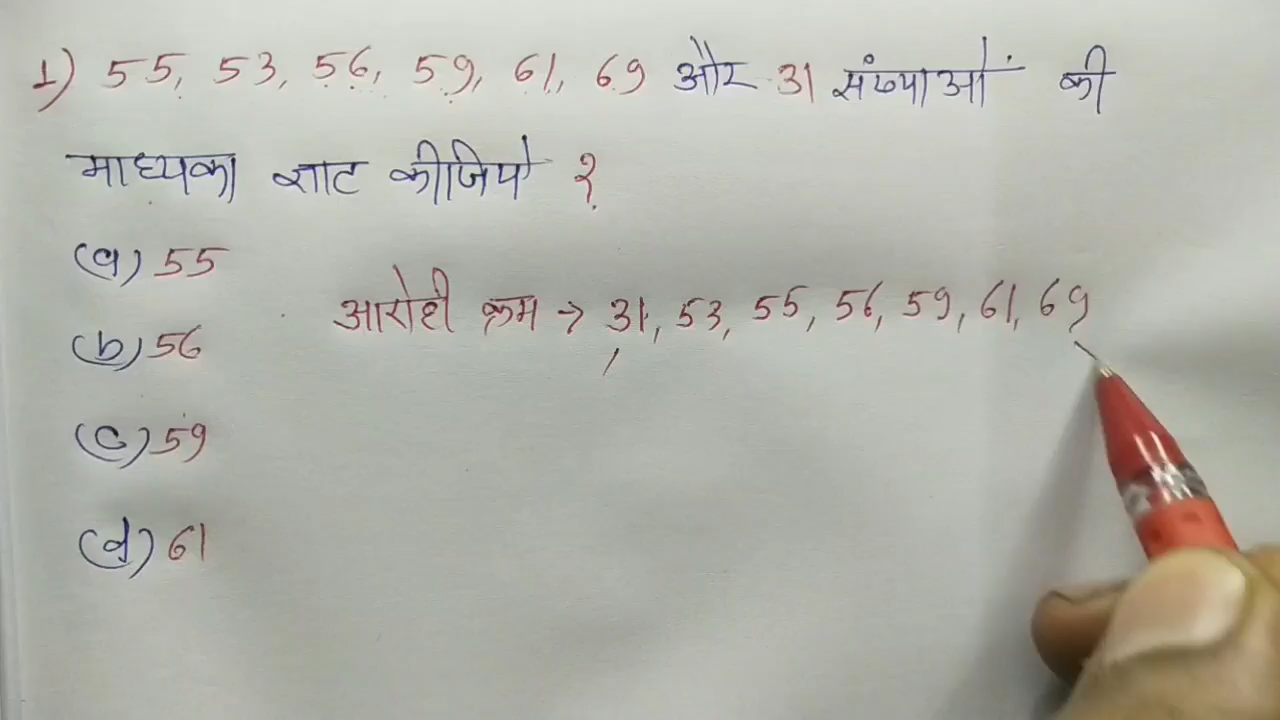 1) 55, 53, 56, 59, 61, 69 और 31 संख्याओं की
माध्यका ज्ञाट कीजिये ?
(a) 55
आरोही क्रम → 31, 53, 55, 56, 59, 61, 69
(b) 56
(c) 59
(d) 61